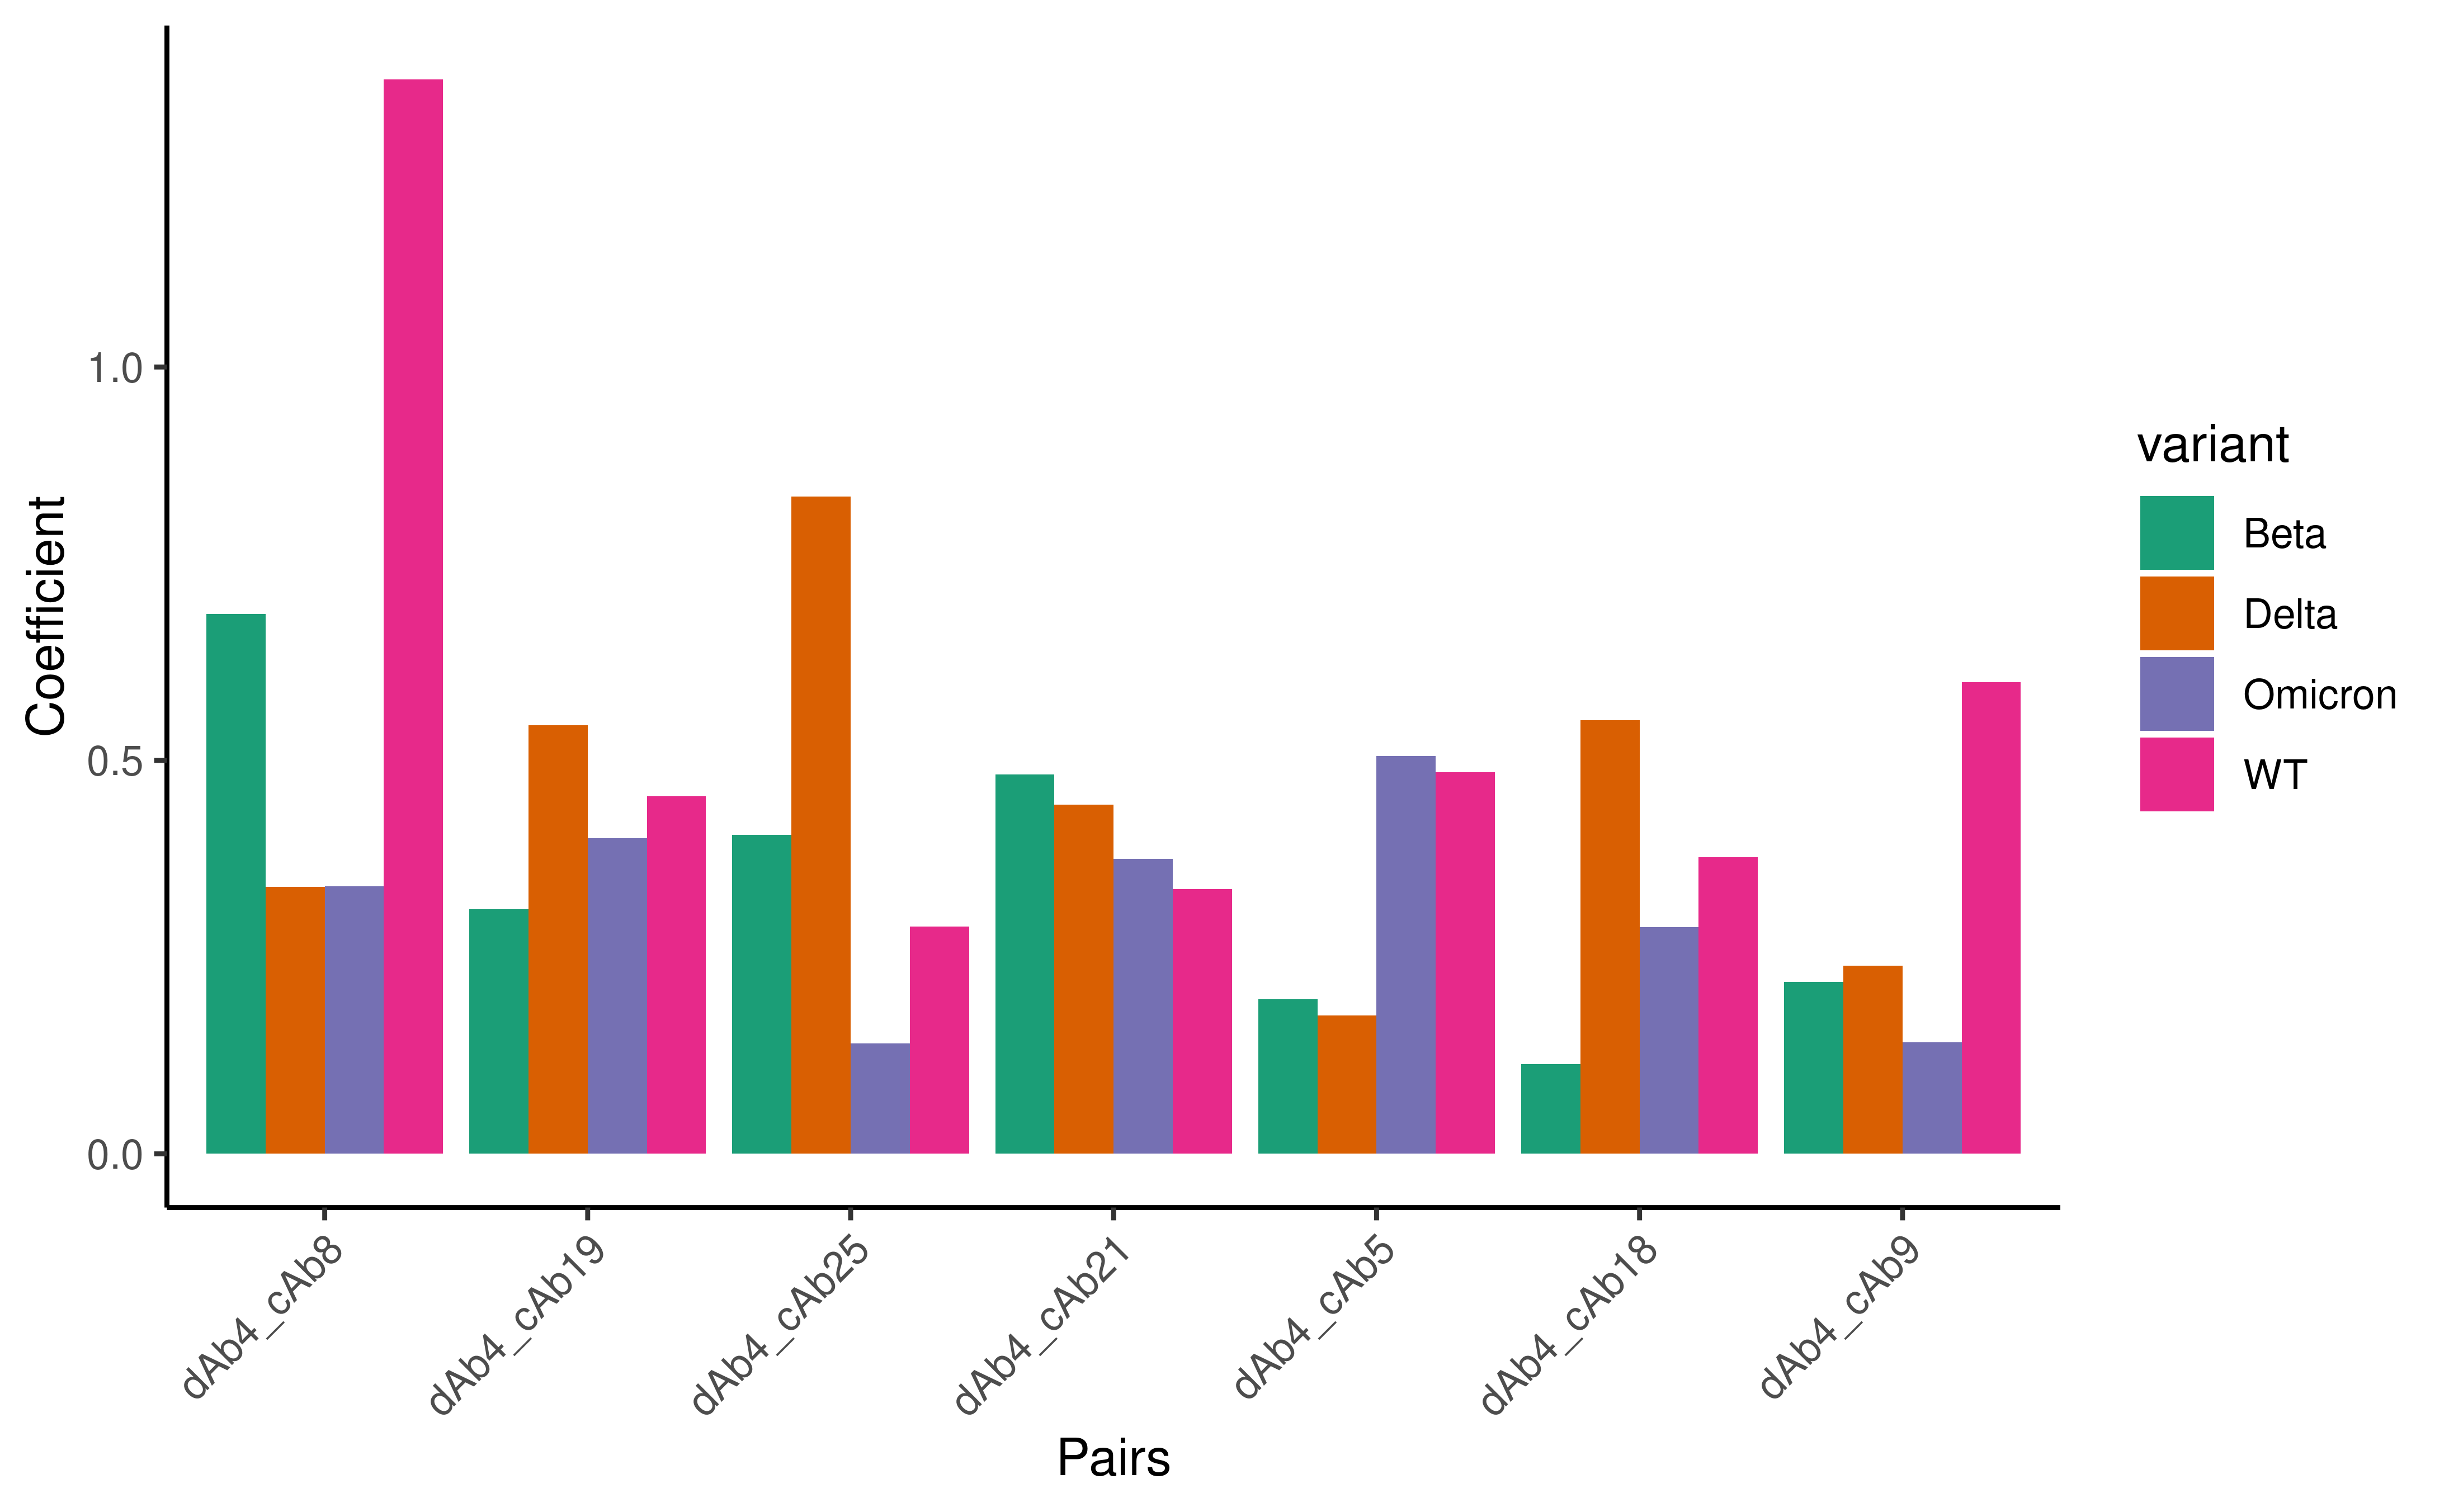 Coefficient
1.0
0.5
0.0
dAb4_cAb8
dAb4_cAb19
dAb4_cAb25
dAb4_cAb21
dAb4_cAb5
dAb4_cAb18
dAb4_cAb9
Pairs
variant
Beta
Delta
Omicron
WT